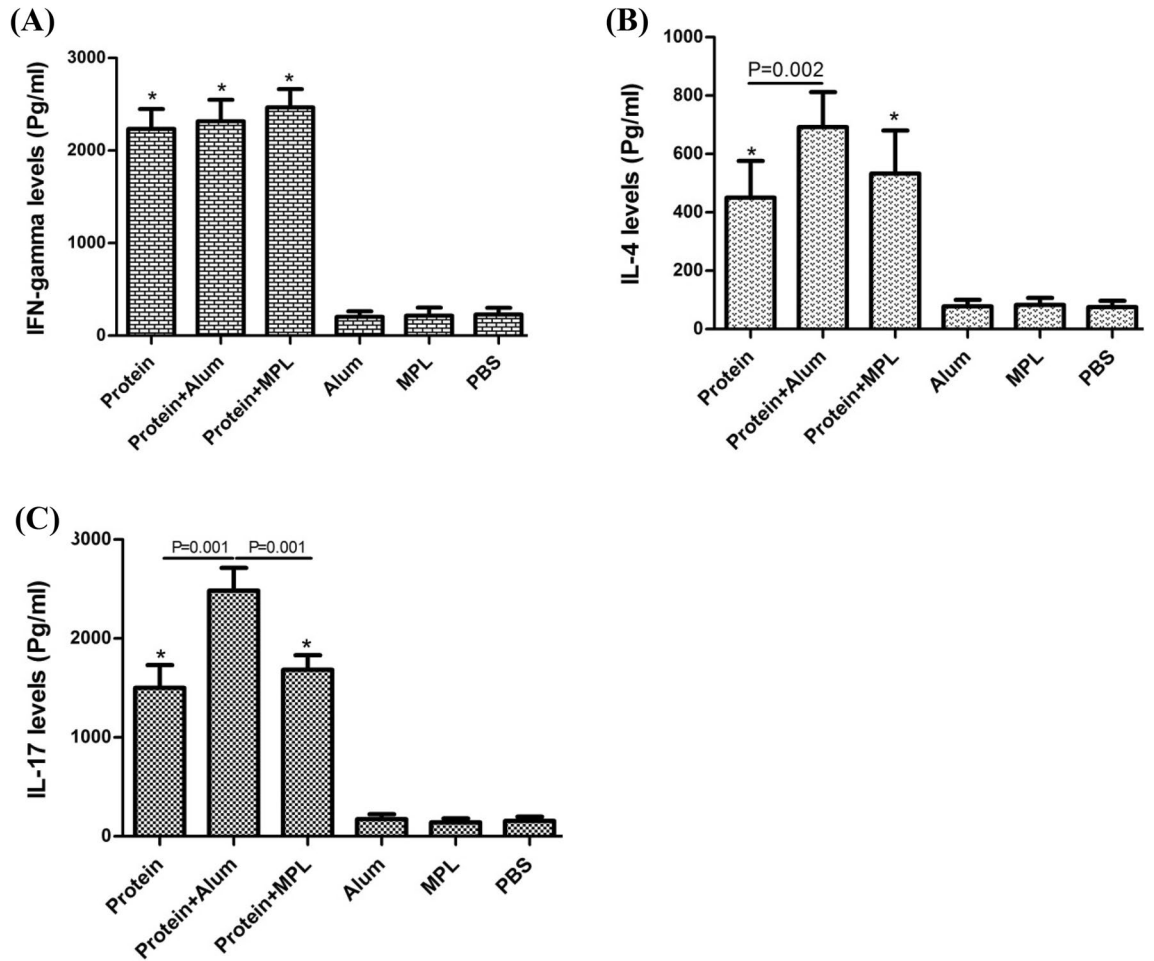 (A)
IFN-gamma levels (Pg/ml)
3000
2000
1000
0
*
*
*
Protein
Protein+Alum
Protein+MPL
Alum
MPL
PBS
(B)
IL-4 levels (Pg/ml)
1000
800
600
400
200
0
P=0.002
*
*
Protein
Protein+Alum
Protein+MPL
Alum
MPL
PBS
(C)
IL-17 levels (Pg/ml)
3000
2000
1000
0
P=0.001
P=0.001
*
*
Protein
Protein+Alum
Protein+MPL
Alum
MPL
PBS